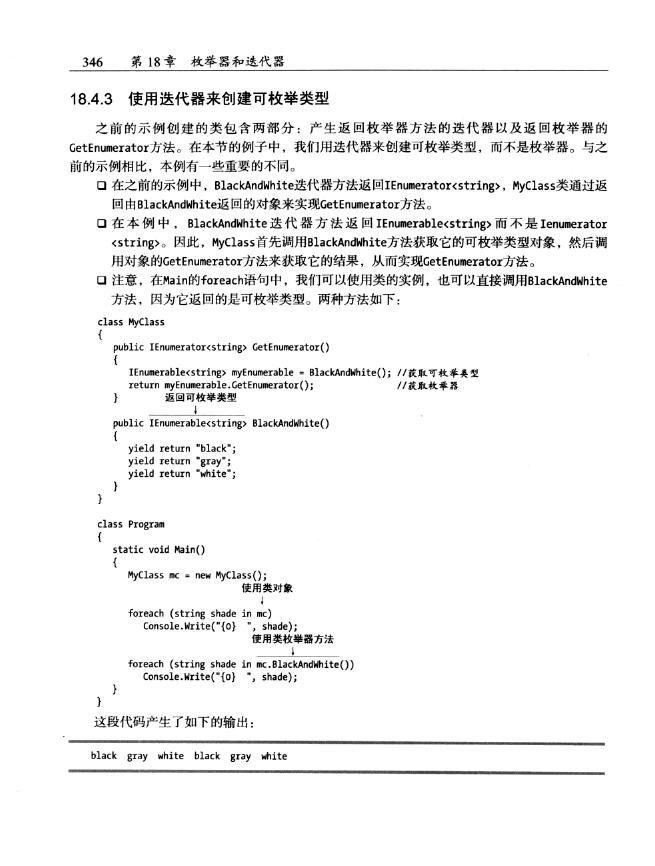 346 第18章 枚举器和迭代器
18.4.3 使用迭代器来创建可枚举类型
之前的示例创建的类包含两部分：产生返回枚举器方法的迭代器以及返回枚举器的
GetEnumerator方法。在本节的例子中，我们用迭代器来创建可枚举类型，而不是枚举器。与之
前的示例相比，本例有一些重要的不同。
❑ 在之前的示例中，BlackAndWhite迭代器方法返回IEnumerator<string>，MyClass类通过返
回由BlackAndWhite返回的对象来实现GetEnumerator方法。
❑ 在本例中，BlackAndWhite迭代器方法返回IEnumerable<string>而不是Ienumerator
<string>。因此，MyClass首先调用BlackAndWhite方法获取它的可枚举类型对象，然后调
用对象的GetEnumerator方法来获取它的结果，从而实现GetEnumerator方法。
❑ 注意，在Main的foreach语句中，我们可以使用类的实例，也可以直接调用BlackAndWhite
方法，因为它返回的是可枚举类型。两种方法如下：
class MyClass
{
public IEnumerator<string> GetEnumerator()
{
IEnumerable<string> myEnumerable = BlackAndWhite(); //获取可枚举类型
return myEnumerable.GetEnumerator(); //获取枚举器
} 返回可枚举类型
↓
public IEnumerable<string> BlackAndWhite()
{
yield return "black";
yield return "gray";
yield return "white";
}
}
class Program
{
static void Main()
{
MyClass mc = new MyClass();
使用类对象
↓
foreach (string shade in mc)
Console.Write("{0}  ", shade);
使用类枚举器方法
↓
foreach (string shade in mc.BlackAndWhite())
Console.Write("{0}  ", shade);
}
}
这段代码产生了如下的输出：
black gray white black gray white